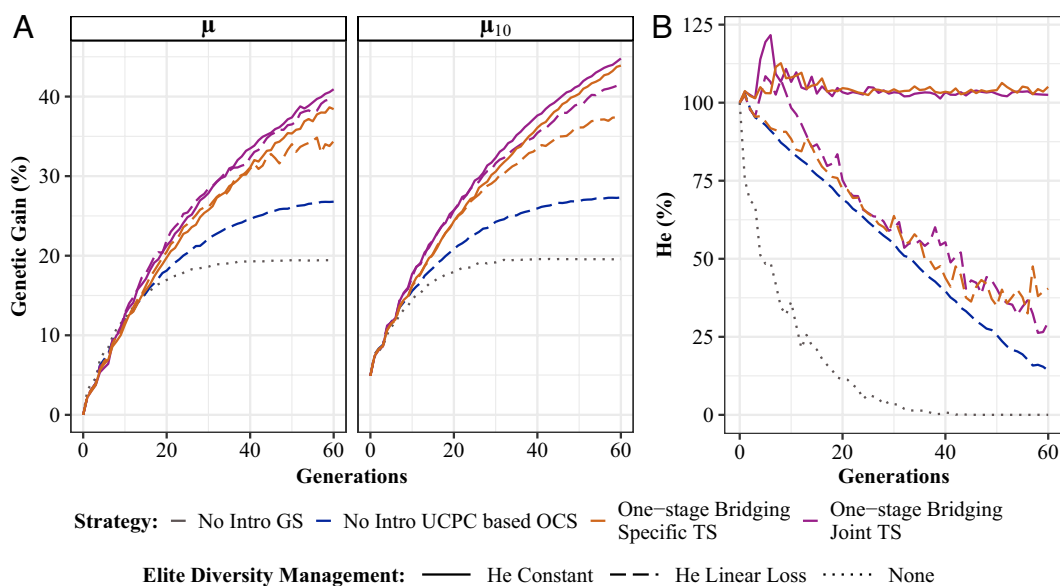 A
μ
μ10
B
Genetic Gain (%)
40
30
20
10
0
0 20 40 60
0 20 40 60
Generations
He (%)
125
100
75
50
25
0
0 20 40 60
Generations
Strategy: No Intro GS No Intro UCPC based OCS One−stage Bridging Specific TS One−stage Bridging Joint TS
Elite Diversity Management: He Constant He Linear Loss None